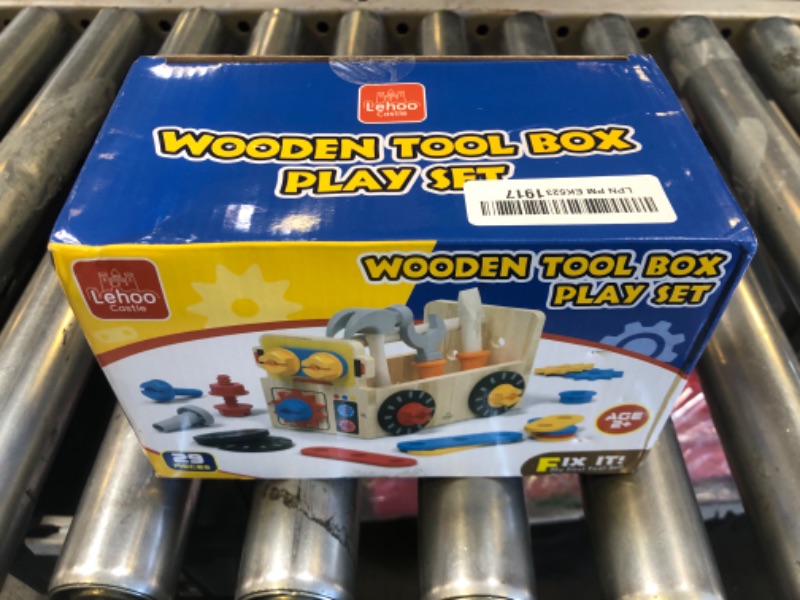 Lehoo
Castle
WOODEN TOOL BOX
PLAY SET
LPN PM EK523 1917
Lehoo
Castle
WOODEN TOOL BOX
PLAY SET
AGE
2+
29
PIECES
FIX IT!